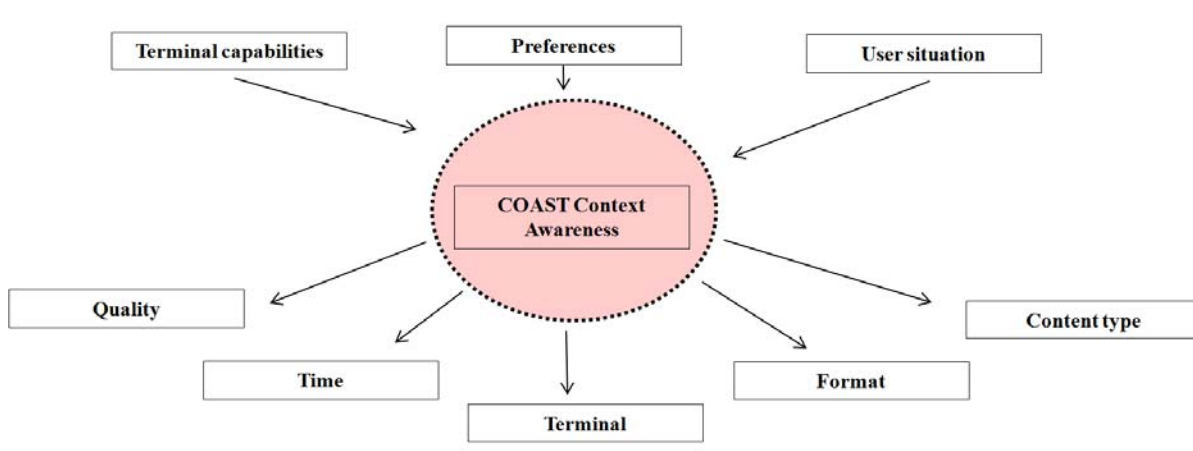 Terminal capabilities
Preferences
User situation
COAST Context
Awareness
Quality
Content type
Time
Format
Terminal